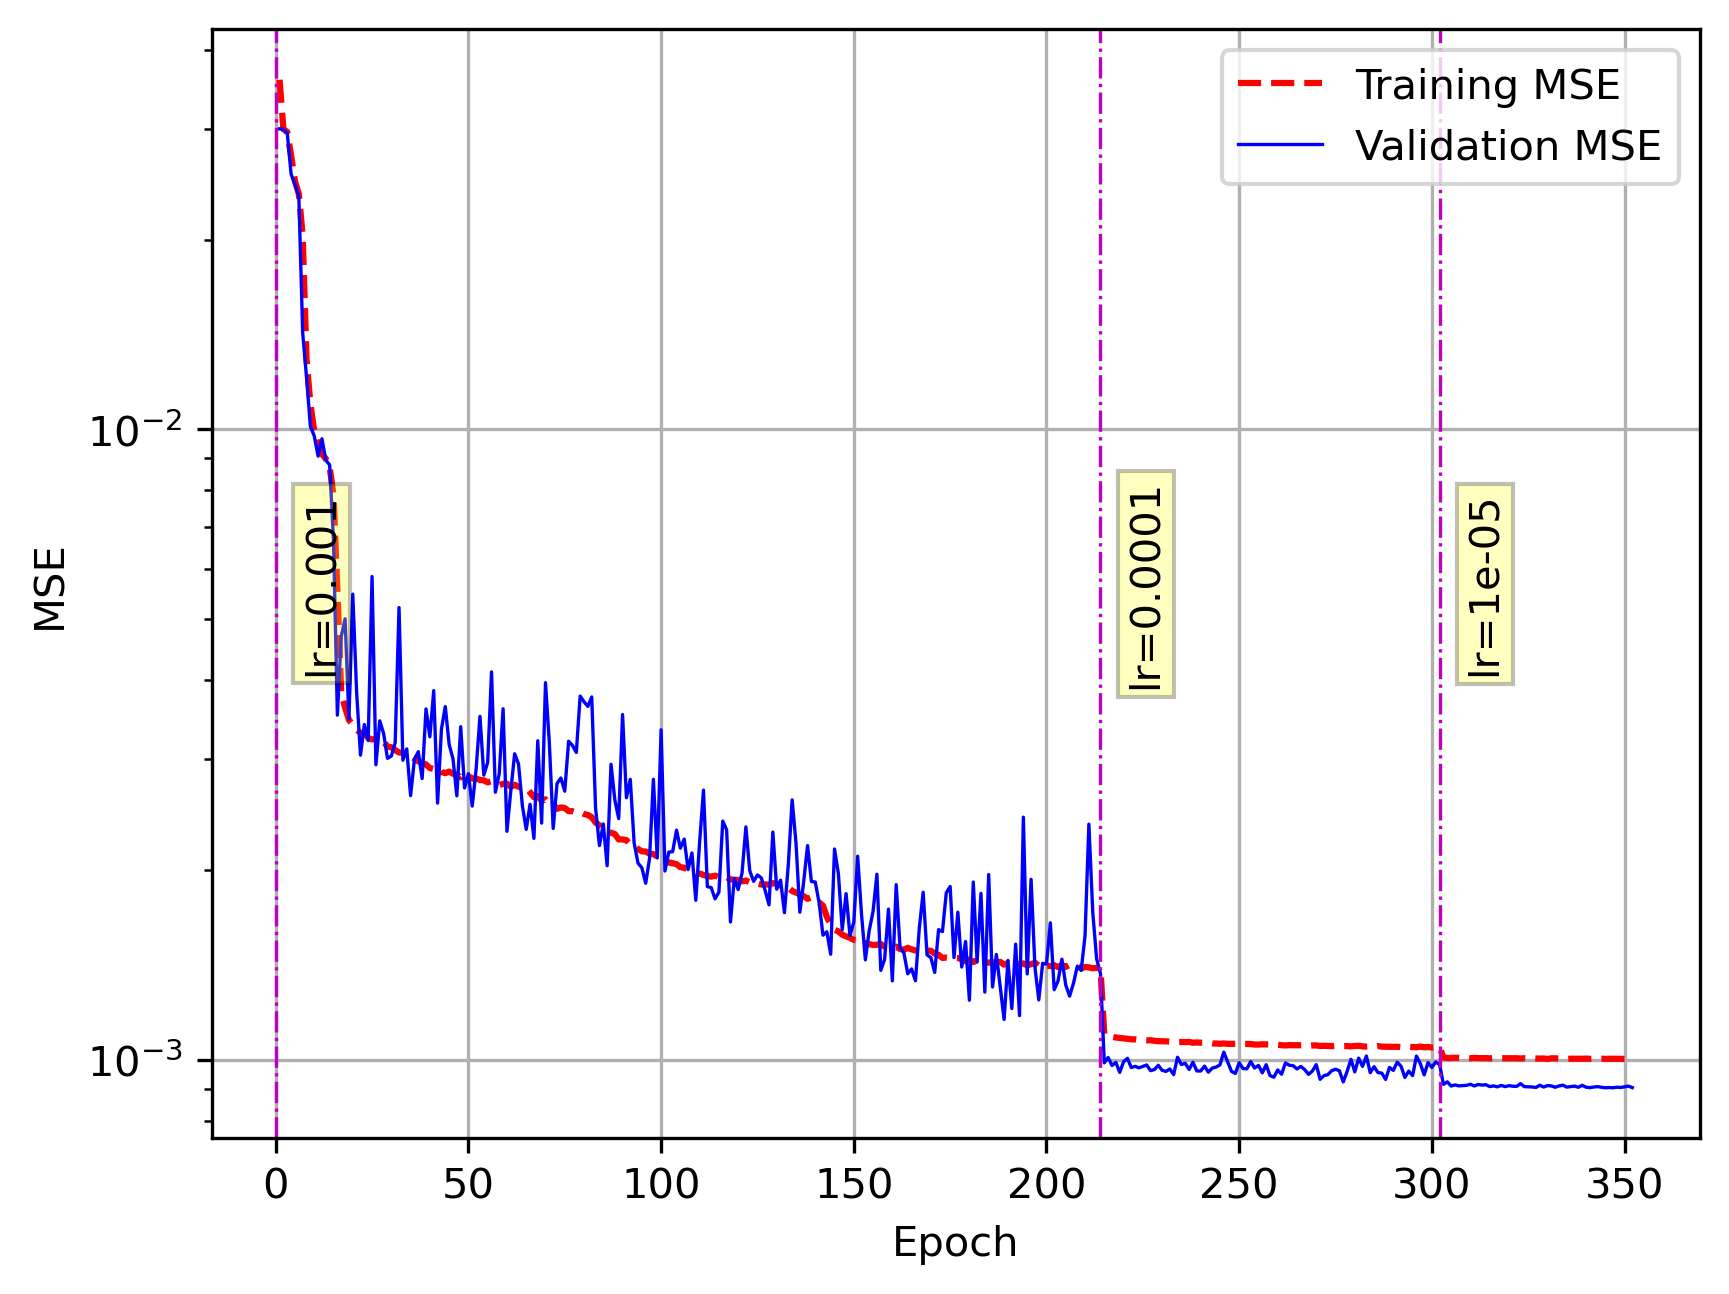 Training MSE
Validation MSE
10⁻²
10⁻³
MSE
lr=0.001
lr=0.0001
lr=1e-05
0 50 100 150 200 250 300 350
Epoch